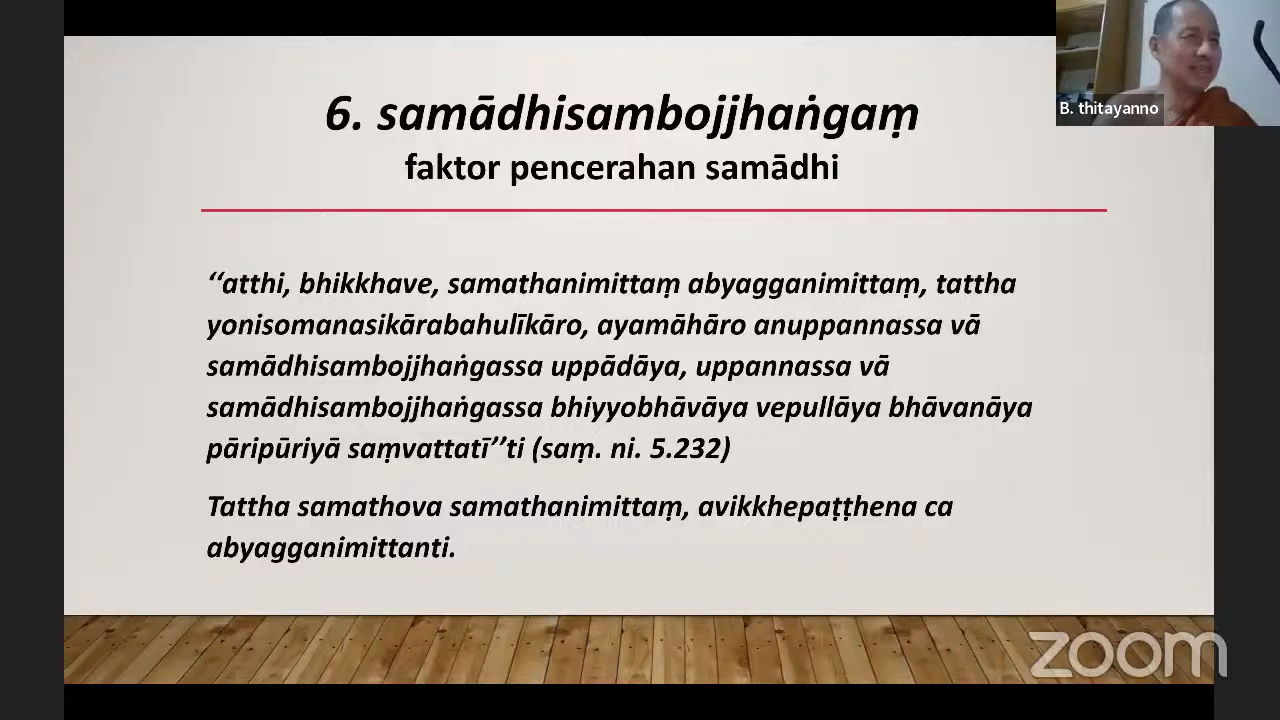 6. samādhisambojjhaṅgaṃ
faktor pencerahan samādhi
‘‘atthi, bhikkhave, samathanimittaṃ abyagganimittaṃ, tattha
yonisomanasikārabahulīkāro, ayamāhāro anuppannassa vā
samādhisambojjhaṅgassa uppādāya, uppannassa vā
samādhisambojjhaṅgassa bhiyyobhāvāya vepullāya bhāvanāya
pāripūriyā saṃvattatī’’ti (saṃ. ni. 5.232)
Tattha samathova samathanimittaṃ, avikkhepaṭṭhena ca
abyagganimittanti.
B. thitayanno
zoom